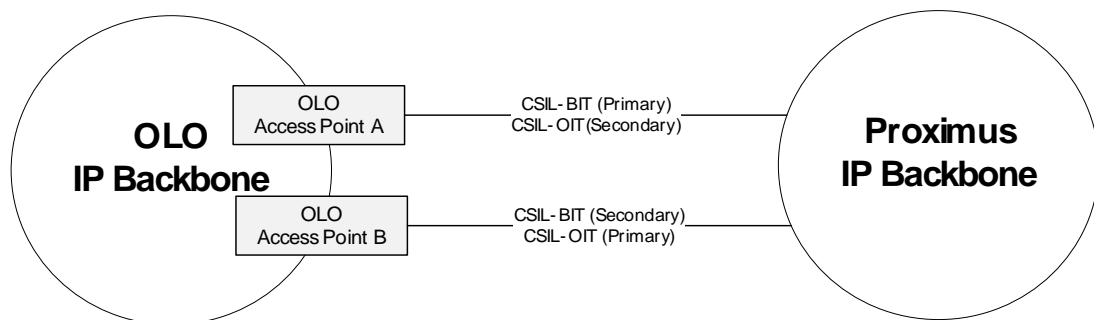 OLO
IP Backbone
OLO
Access Point A
CSIL-BIT (Primary)
CSIL-OIT(Secondary)
OLO
Access Point B
CSIL-BIT (Secondary)
CSIL-OIT (Primary)
Proximus
IP Backbone